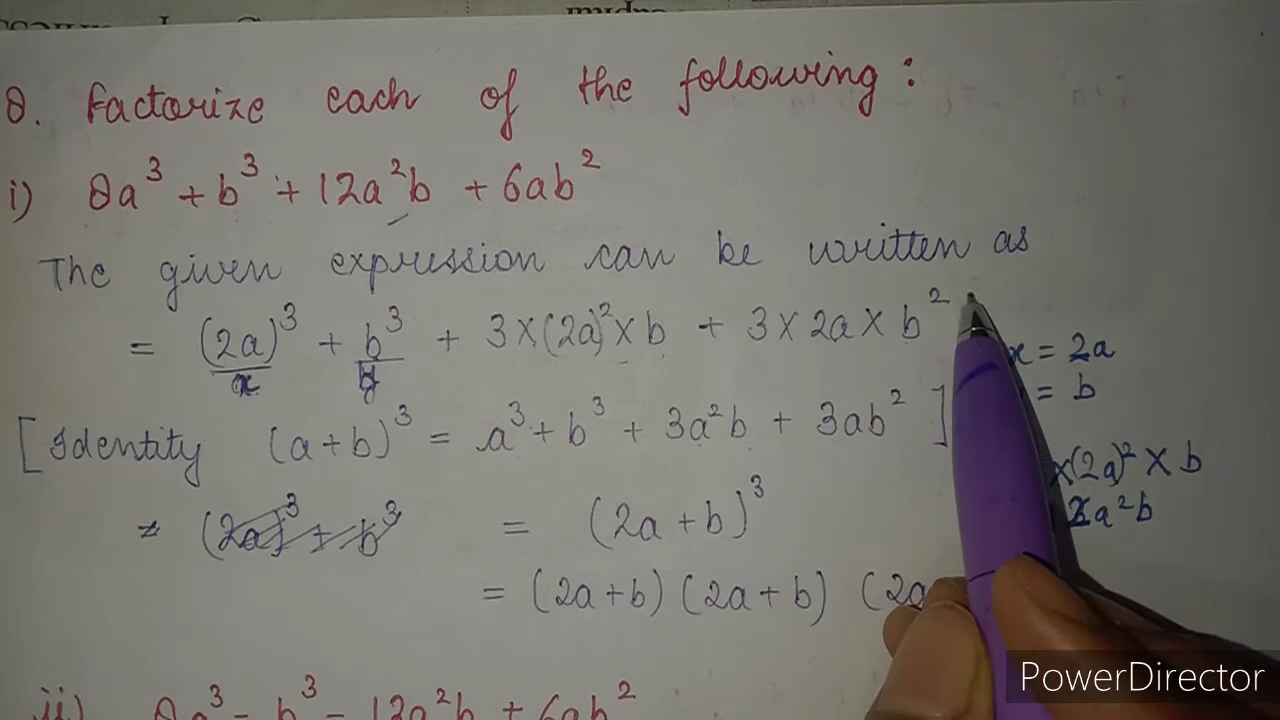 Q. Factorize each of the following :
i) 8a³ + b³ + 12a²b + 6ab²
The given expression can be written as
= (2a)³ + b³ + 3×(2a)²×b + 3×2a×b²
x y
x = 2a
= b
[Identity (a+b)³ = a³ + b³ + 3a²b + 3ab²]
×(2a)² × b
2a²b
= (2a)³ + b³ = (2a+b)³
= (2a+b) (2a+b) (2a
ii) 8a³ - b³ - 12a²b + 6ab²
PowerDirector